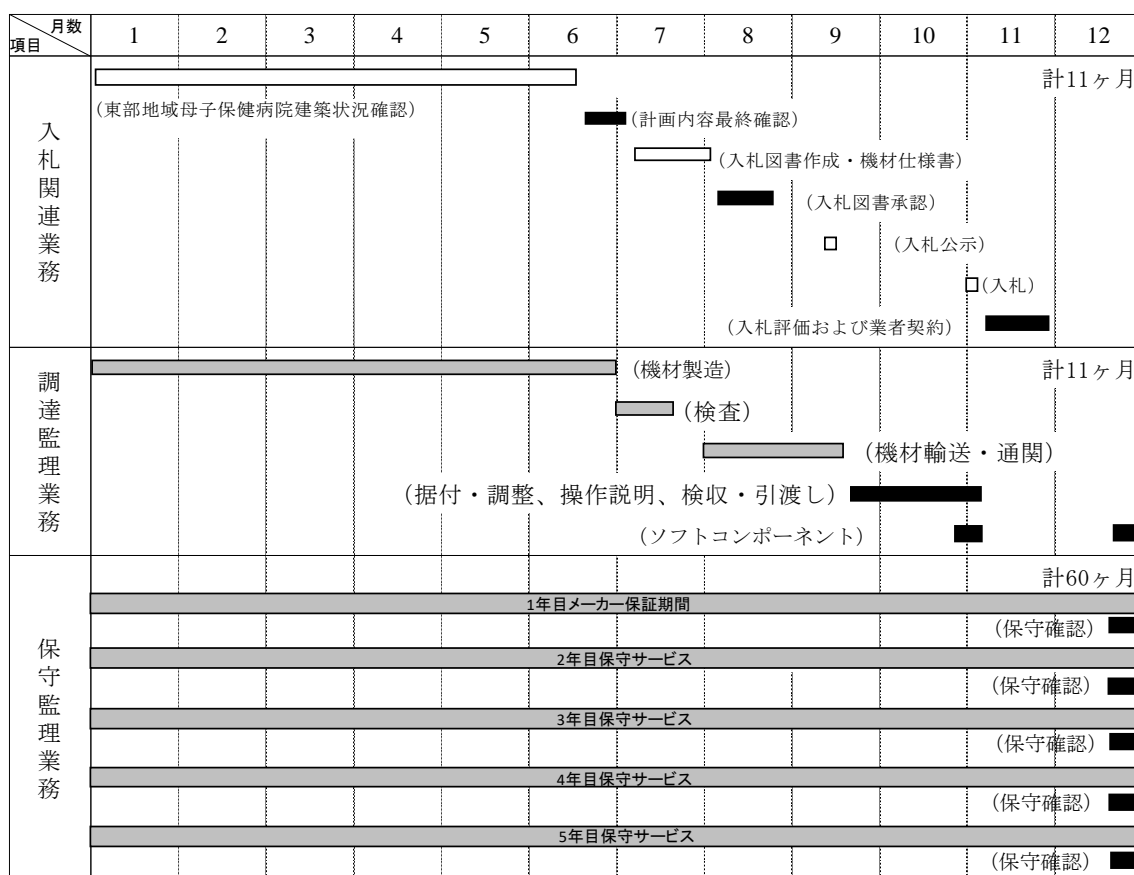 月数
項目
1 2 3 4 5 6 7 8 9 10 11 12
入札関連業務
計11ヶ月
(東部地域母子保健病院建築状況確認)
(計画内容最終確認)
(入札図書作成・機材仕様書)
(入札図書承認)
(入札公示)
(入札)
(入札評価および業者契約)
調達監理業務
(機材製造)
計11ヶ月
(検査)
(機材輸送・通関)
(据付・調整、操作説明、検収・引渡し)
(ソフトコンポーネント)
保守監理業務
計60ヶ月
1年目メーカー保証期間
(保守確認)
2年目保守サービス
(保守確認)
3年目保守サービス
(保守確認)
4年目保守サービス
(保守確認)
5年目保守サービス
(保守確認)